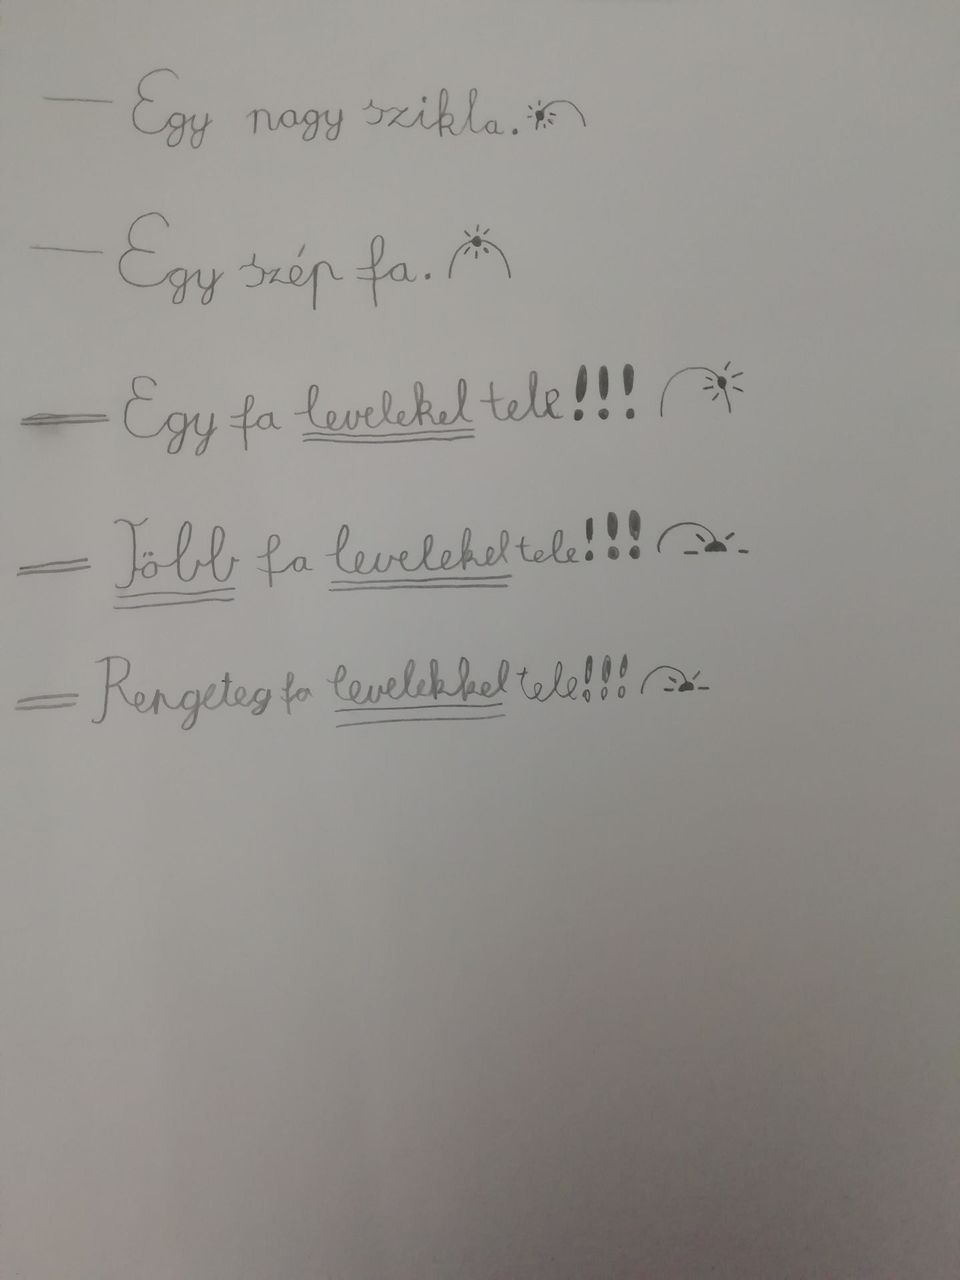 — Egy nagy szikla.
— Egy szép fa.
— Egy fa levelekel tele!!!
= Több fa levelekel tele!!!
= Rengeteg fa levelekkel tele!!!